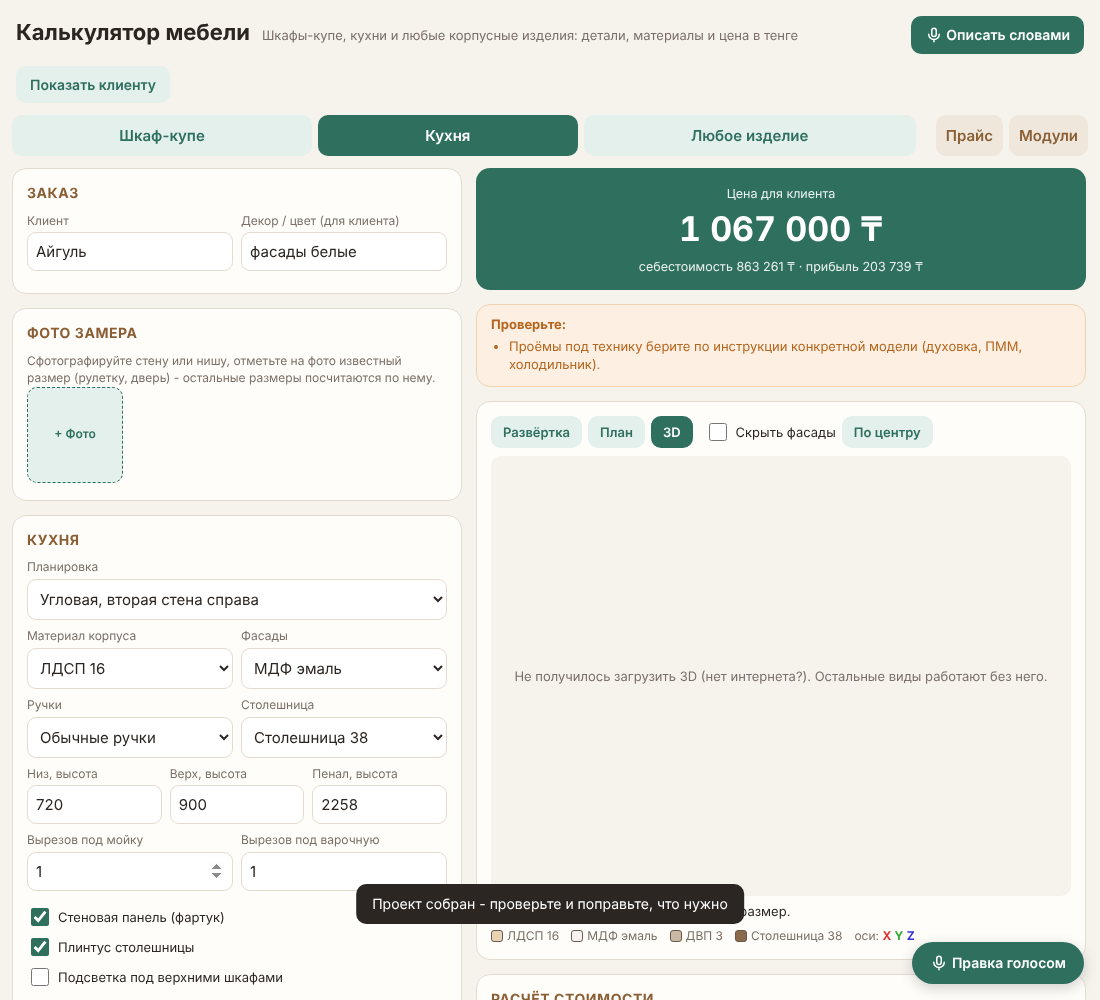 Калькулятор мебели
Шкафы-купе, кухни и любые корпусные изделия: детали, материалы и цена в тенге
Описать словами
Показать клиенту
Шкаф-купе
Кухня
Любое изделие
Прайс
Модули
ЗАКАЗ
Клиент
Декор / цвет (для клиента)
Айгуль
фасады белые
ФОТО ЗАМЕРА
Сфотографируйте стену или нишу, отметьте на фото известный
размер (рулетку, дверь) - остальные размеры посчитаются по нему.
+ Фото
КУХНЯ
Планировка
Угловая, вторая стена справа
Материал корпуса
Фасады
ЛДСП 16
МДФ эмаль
Ручки
Столешница
Обычные ручки
Столешница 38
Низ, высота
Верх, высота
Пенал, высота
720
900
2258
Вырезов под мойку
Вырезов под варочную
1
1
Стеновая панель (фартук)
Плинтус столешницы
Подсветка под верхними шкафами
Цена для клиента
1 067 000 ₸
себестоимость 863 261 ₸ · прибыль 203 739 ₸
Проверьте:
• Проёмы под технику берите по инструкции конкретной модели (духовка, ПММ,
холодильник).
Развёртка
План
3D
Скрыть фасады
По центру
Не получилось загрузить 3D (нет интернета?). Остальные виды работают без него.
Проект собран - проверьте и поправьте, что нужно
размер.
ЛДСП 16
МДФ эмаль
ДВП 3
Столешница 38
оси: X Y Z
Правка голосом
РАСЧЁТ СТОИМОСТИ